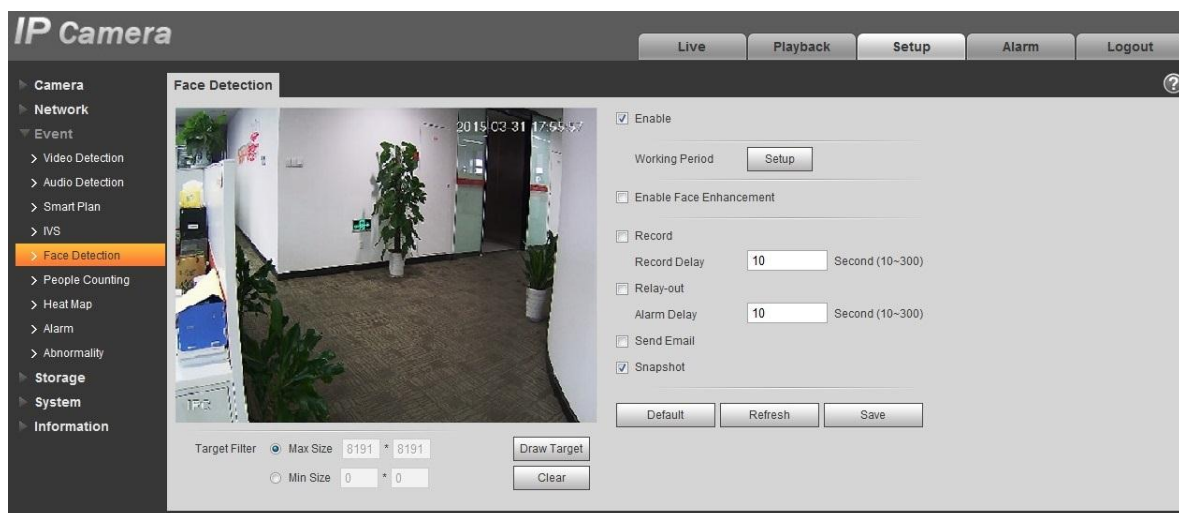 IP Camera
Live
Playback
Setup
Alarm
Logout
Camera
Network
Event
Video Detection
Audio Detection
Smart Plan
IVS
Face Detection
People Counting
Heat Map
Alarm
Abnormality
Storage
System
Information
Face Detection
2015-03-31 17:55:57
IPC
Target Filter
Max Size 8191 * 8191
Draw Target
Min Size 0 * 0
Clear
Enable
Working Period Setup
Enable Face Enhancement
Record
Record Delay 10 Second (10~300)
Relay-out
Alarm Delay 10 Second (10~300)
Send Email
Snapshot
Default
Refresh
Save
?